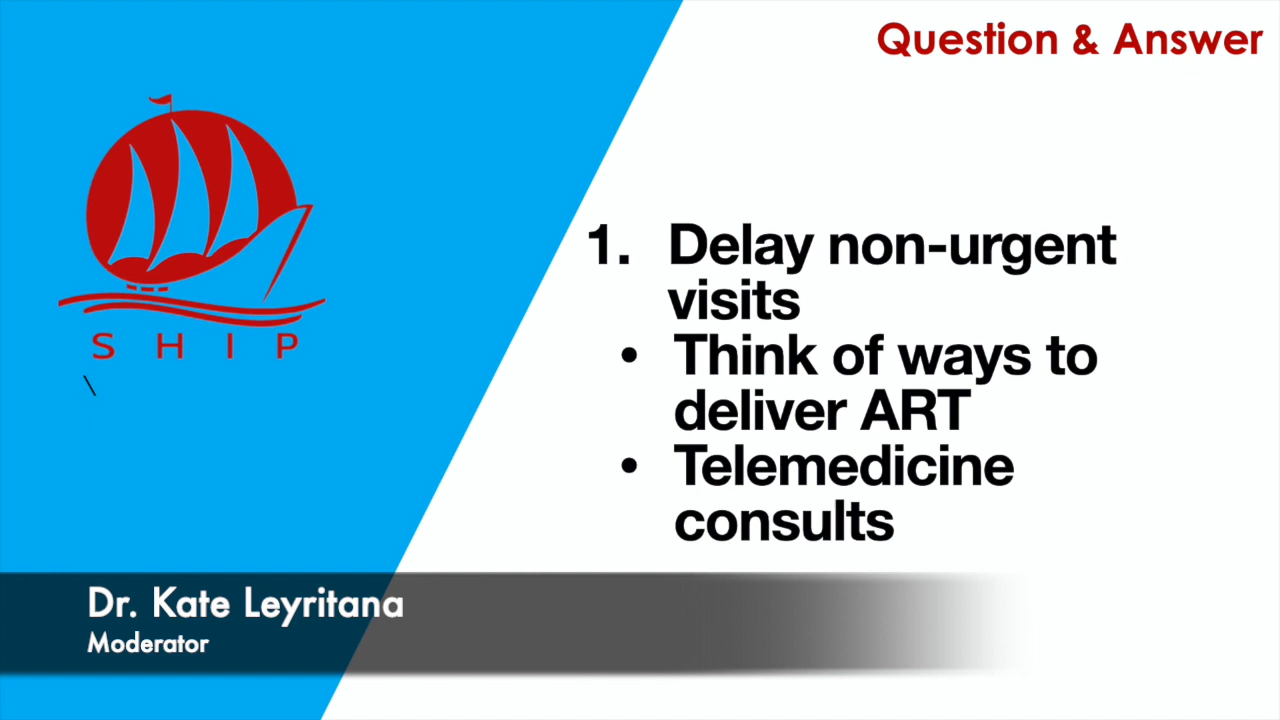 Question & Answer
S H I P
\
1. Delay non-urgent
visits
• Think of ways to
deliver ART
• Telemedicine
consults
Dr. Kate Leyritana
Moderator